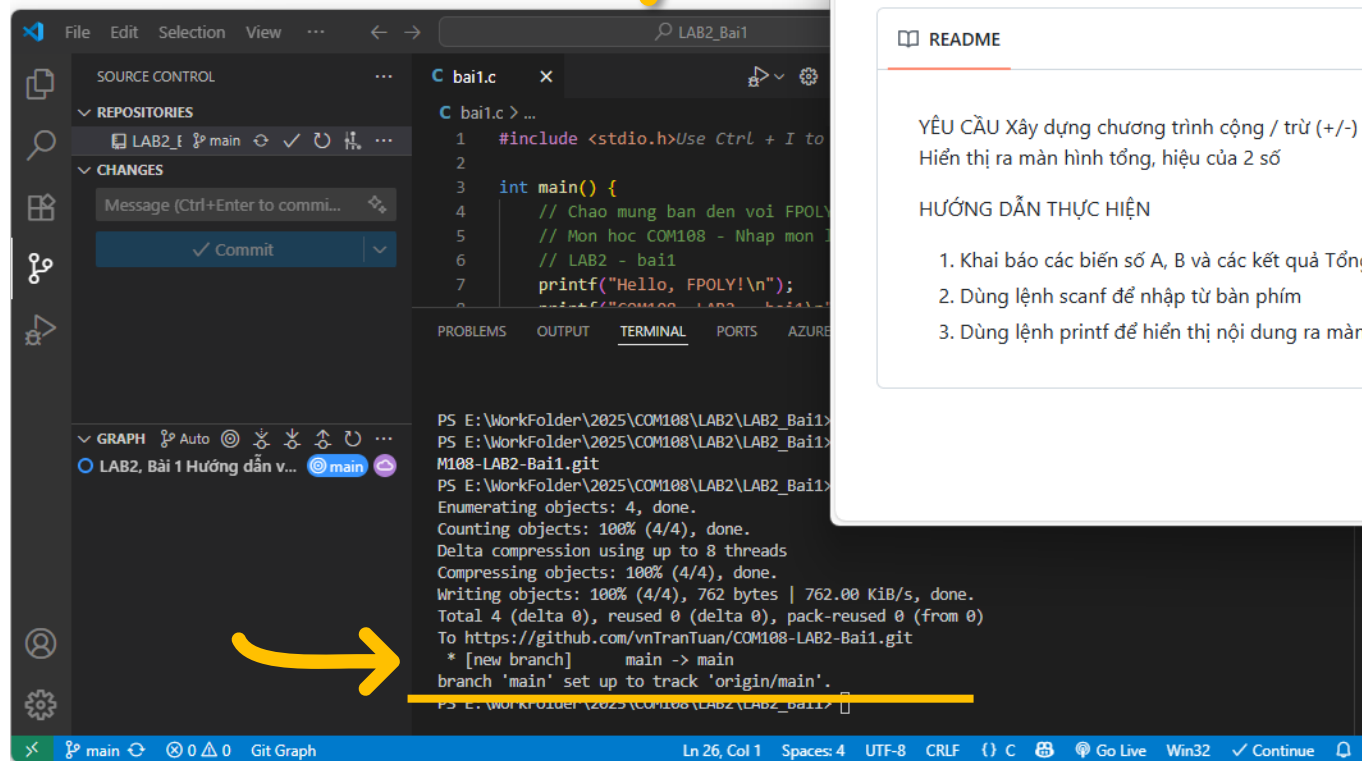 File Edit Selection View ··· LAB2_Bai1
SOURCE CONTROL ···
REPOSITORIES
LAB2_E main ···
CHANGES
Message (Ctrl+Enter to commi...
Commit
GRAPH Auto ···
LAB2, Bài 1 Hướng dẫn v... main
C bai1.c ×
C bai1.c > ...
1 #include <stdio.h>Use Ctrl + I to
2
3 int main() {
4 // Chao mung ban den voi FPOLY
5 // Mon hoc COM108 - Nhap mon
6 // LAB2 - bai1
7 printf("Hello, FPOLY!\n");
PROBLEMS OUTPUT TERMINAL PORTS AZURE
PS E:\WorkFolder\2025\COM108\LAB2\LAB2_Bai1>
PS E:\WorkFolder\2025\COM108\LAB2\LAB2_Bai1>
M108-LAB2-Bai1.git
PS E:\WorkFolder\2025\COM108\LAB2\LAB2_Bai1>
Enumerating objects: 4, done.
Counting objects: 100% (4/4), done.
Delta compression using up to 8 threads
Compressing objects: 100% (4/4), done.
Writing objects: 100% (4/4), 762 bytes | 762.00 KiB/s, done.
Total 4 (delta 0), reused 0 (delta 0), pack-reused 0 (from 0)
To https://github.com/vnTranTuan/COM108-LAB2-Bai1.git
* [new branch] main -> main
branch 'main' set up to track 'origin/main'.
PS E:\WorkFolder\2025\COM108\LAB2\LAB2_Bai1>
README
YÊU CẦU Xây dựng chương trình cộng / trừ (+/-)
Hiển thị ra màn hình tổng, hiệu của 2 số
HƯỚNG DẪN THỰC HIỆN
1. Khai báo các biến số A, B và các kết quả Tổng
2. Dùng lệnh scanf để nhập từ bàn phím
3. Dùng lệnh printf để hiển thị nội dung ra màn
main 0 0 Git Graph Ln 26, Col 1 Spaces: 4 UTF-8 CRLF {} C Go Live Win32 Continue